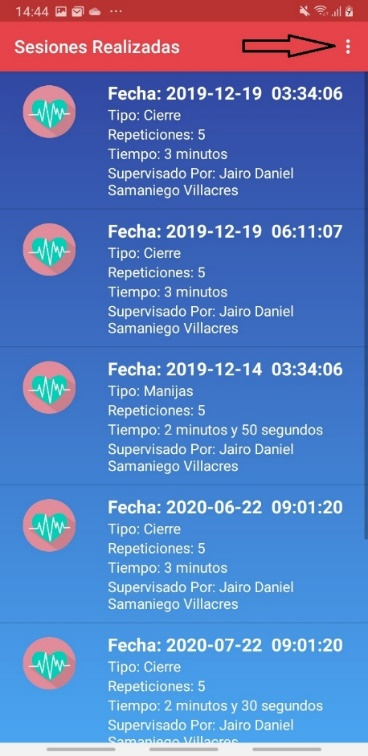 14:44
Sesiones Realizadas
Fecha: 2019-12-19 03:34:06
Tipo: Cierre
Repeticiones: 5
Tiempo: 3 minutos
Supervisado Por: Jairo Daniel
Samaniego Villacres
Fecha: 2019-12-19 06:11:07
Tipo: Cierre
Repeticiones: 5
Tiempo: 3 minutos
Supervisado Por: Jairo Daniel
Samaniego Villacres
Fecha: 2019-12-14 03:34:06
Tipo: Manijas
Repeticiones: 5
Tiempo: 2 minutos y 50 segundos
Supervisado Por: Jairo Daniel
Samaniego Villacres
Fecha: 2020-06-22 09:01:20
Tipo: Cierre
Repeticiones: 5
Tiempo: 3 minutos
Supervisado Por: Jairo Daniel
Samaniego Villacres
Fecha: 2020-07-22 09:01:20
Tipo: Cierre
Repeticiones: 5
Tiempo: 2 minutos y 30 segundos
Supervisado Por: Jairo Daniel
Samaniego Villacres